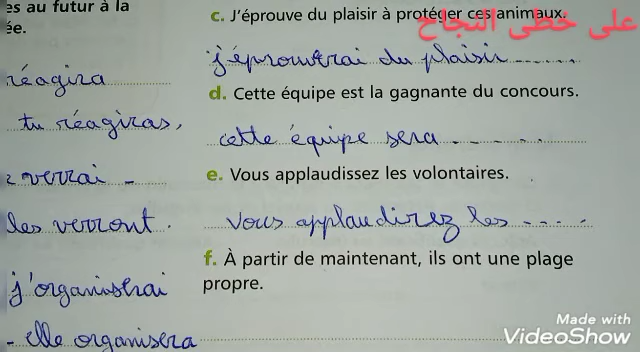 es au futur à la
ée.
réagira
tu réagiras,
verrai -
les verront.
j'organiserai
- elle organisera
c. J'éprouve du plaisir à protéger ces animaux.
على خطى النجاح
j'éprouverai du plaisir ......
d. Cette équipe est la gagnante du concours.
cette équipe sera - - - - -
e. Vous applaudissez les volontaires.
vous applaudirez les - - - -
f. À partir de maintenant, ils ont une plage
propre.
Made with
VideoShow